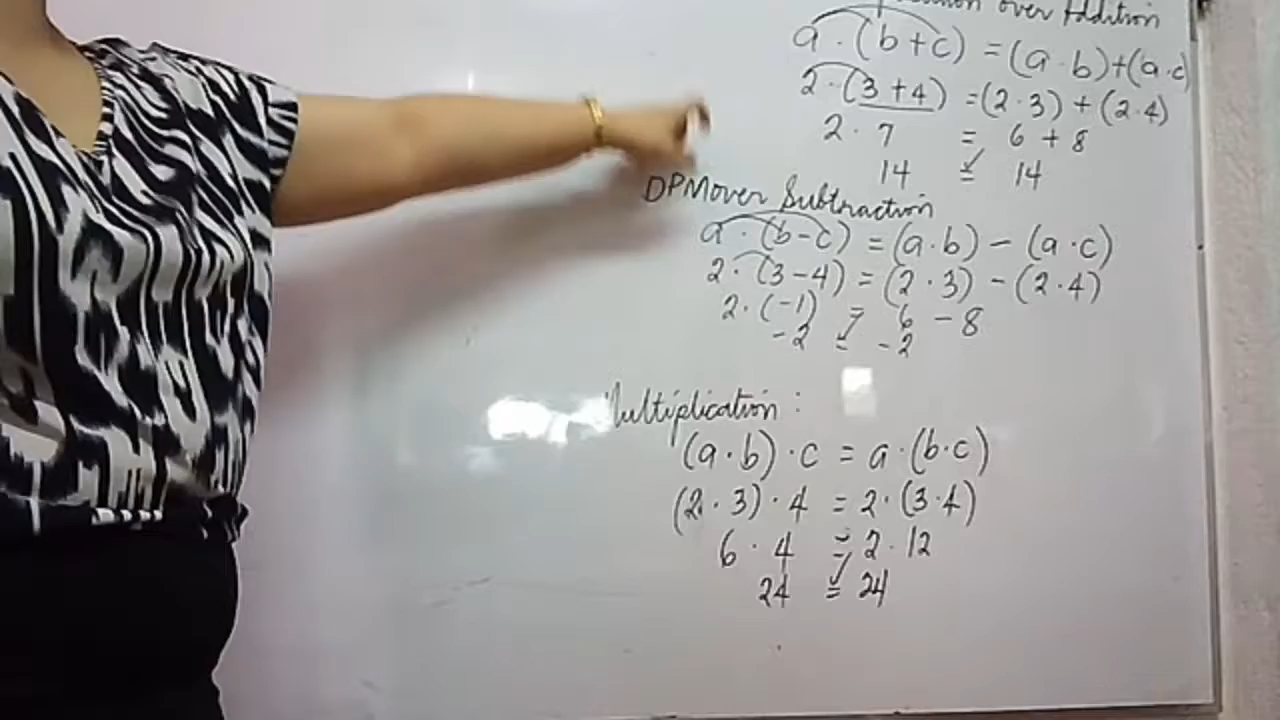 over Addition
a · (b + c) = (a · b) + (a · c)
2 · (3 + 4) = (2 · 3) + (2 · 4)
2 · 7 = 6 + 8
14 = 14
DPM over Subtraction
a · (b - c) = (a · b) - (a · c)
2 · (3 - 4) = (2 · 3) - (2 · 4)
2 · (-1) = 6 - 8
-2 = -2
Multiplication :
(a · b) · c = a · (b · c)
(2 · 3) · 4 = 2 · (3 · 4)
6 · 4 = 2 · 12
24 = 24